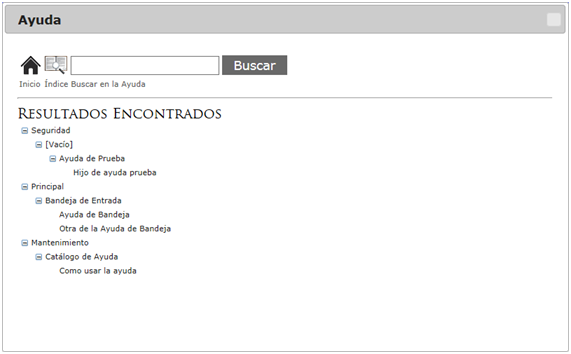 Ayuda
Buscar
Inicio Índice Buscar en la Ayuda
RESULTADOS ENCONTRADOS
Seguridad
[Vacío]
Ayuda de Prueba
Hijo de ayuda prueba
Principal
Bandeja de Entrada
Ayuda de Bandeja
Otra de la Ayuda de Bandeja
Mantenimiento
Catálogo de Ayuda
Como usar la ayuda